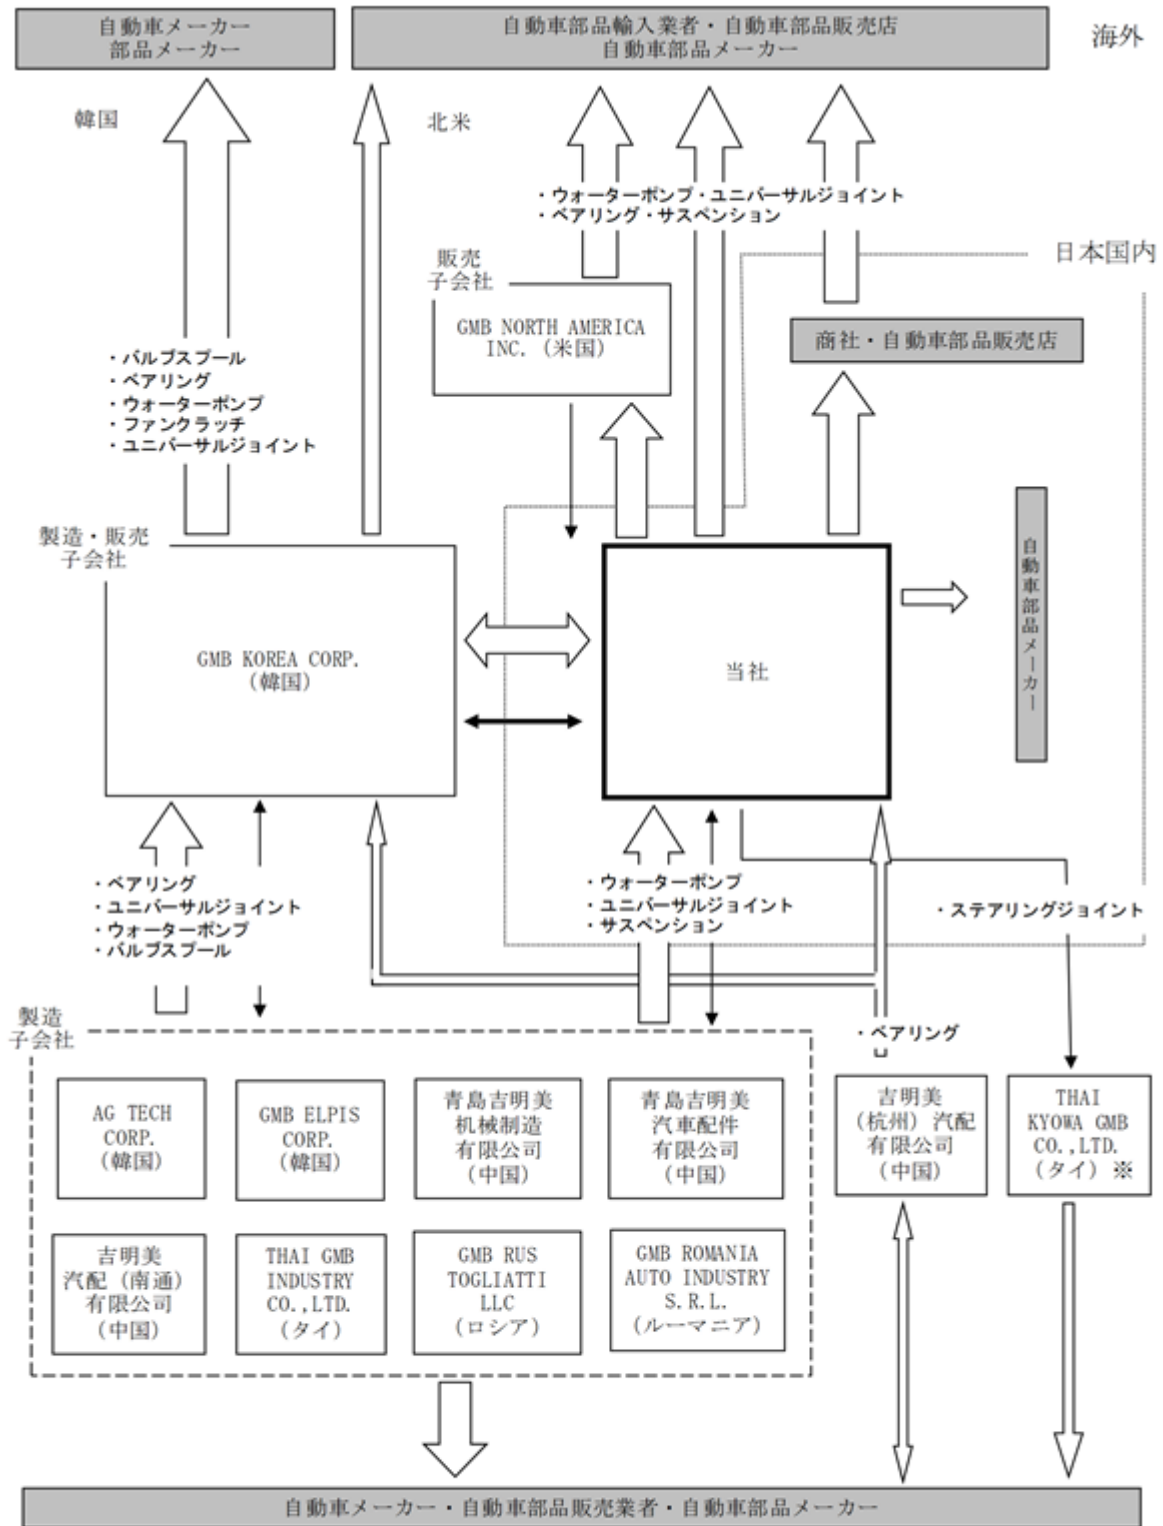 自動車メーカー
部品メーカー
自動車部品輸入業者・自動車部品販売店
自動車部品メーカー
海外
韓国
北米
・ウォーターポンプ・ユニバーサルジョイント
・ベアリング・サスペンション
日本国内
販売
子会社
GMB NORTH AMERICA
INC. (米国)
商社・自動車部品販売店
・バルブスプール
・ベアリング
・ウォーターポンプ
・ファンクラッチ
・ユニバーサルジョイント
製造・販売
子会社
GMB KOREA CORP.
(韓国)
当社
自動車部品メーカー
・ベアリング
・ユニバーサルジョイント
・ウォーターポンプ
・バルブスプール
・ウォーターポンプ
・ユニバーサルジョイント
・サスペンション
・ステアリングジョイント
・ベアリング
製造
子会社
AG TECH
CORP.
(韓国)
GMB ELPIS
CORP.
(韓国)
青島吉明美
机械制造
有限公司
(中国)
青島吉明美
汽車配件
有限公司
(中国)
吉明美
(杭州) 汽配
有限公司
(中国)
THAI
KYOWA GMB
CO.,LTD.
(タイ) ※
吉明美
汽配 (南通)
有限公司
(中国)
THAI GMB
INDUSTRY
CO.,LTD.
(タイ)
GMB RUS
TOGLIATTI
LLC
(ロシア)
GMB ROMANIA
AUTO INDUSTRY
S.R.L.
(ルーマニア)
自動車メーカー・自動車部品販売業者・自動車部品メーカー